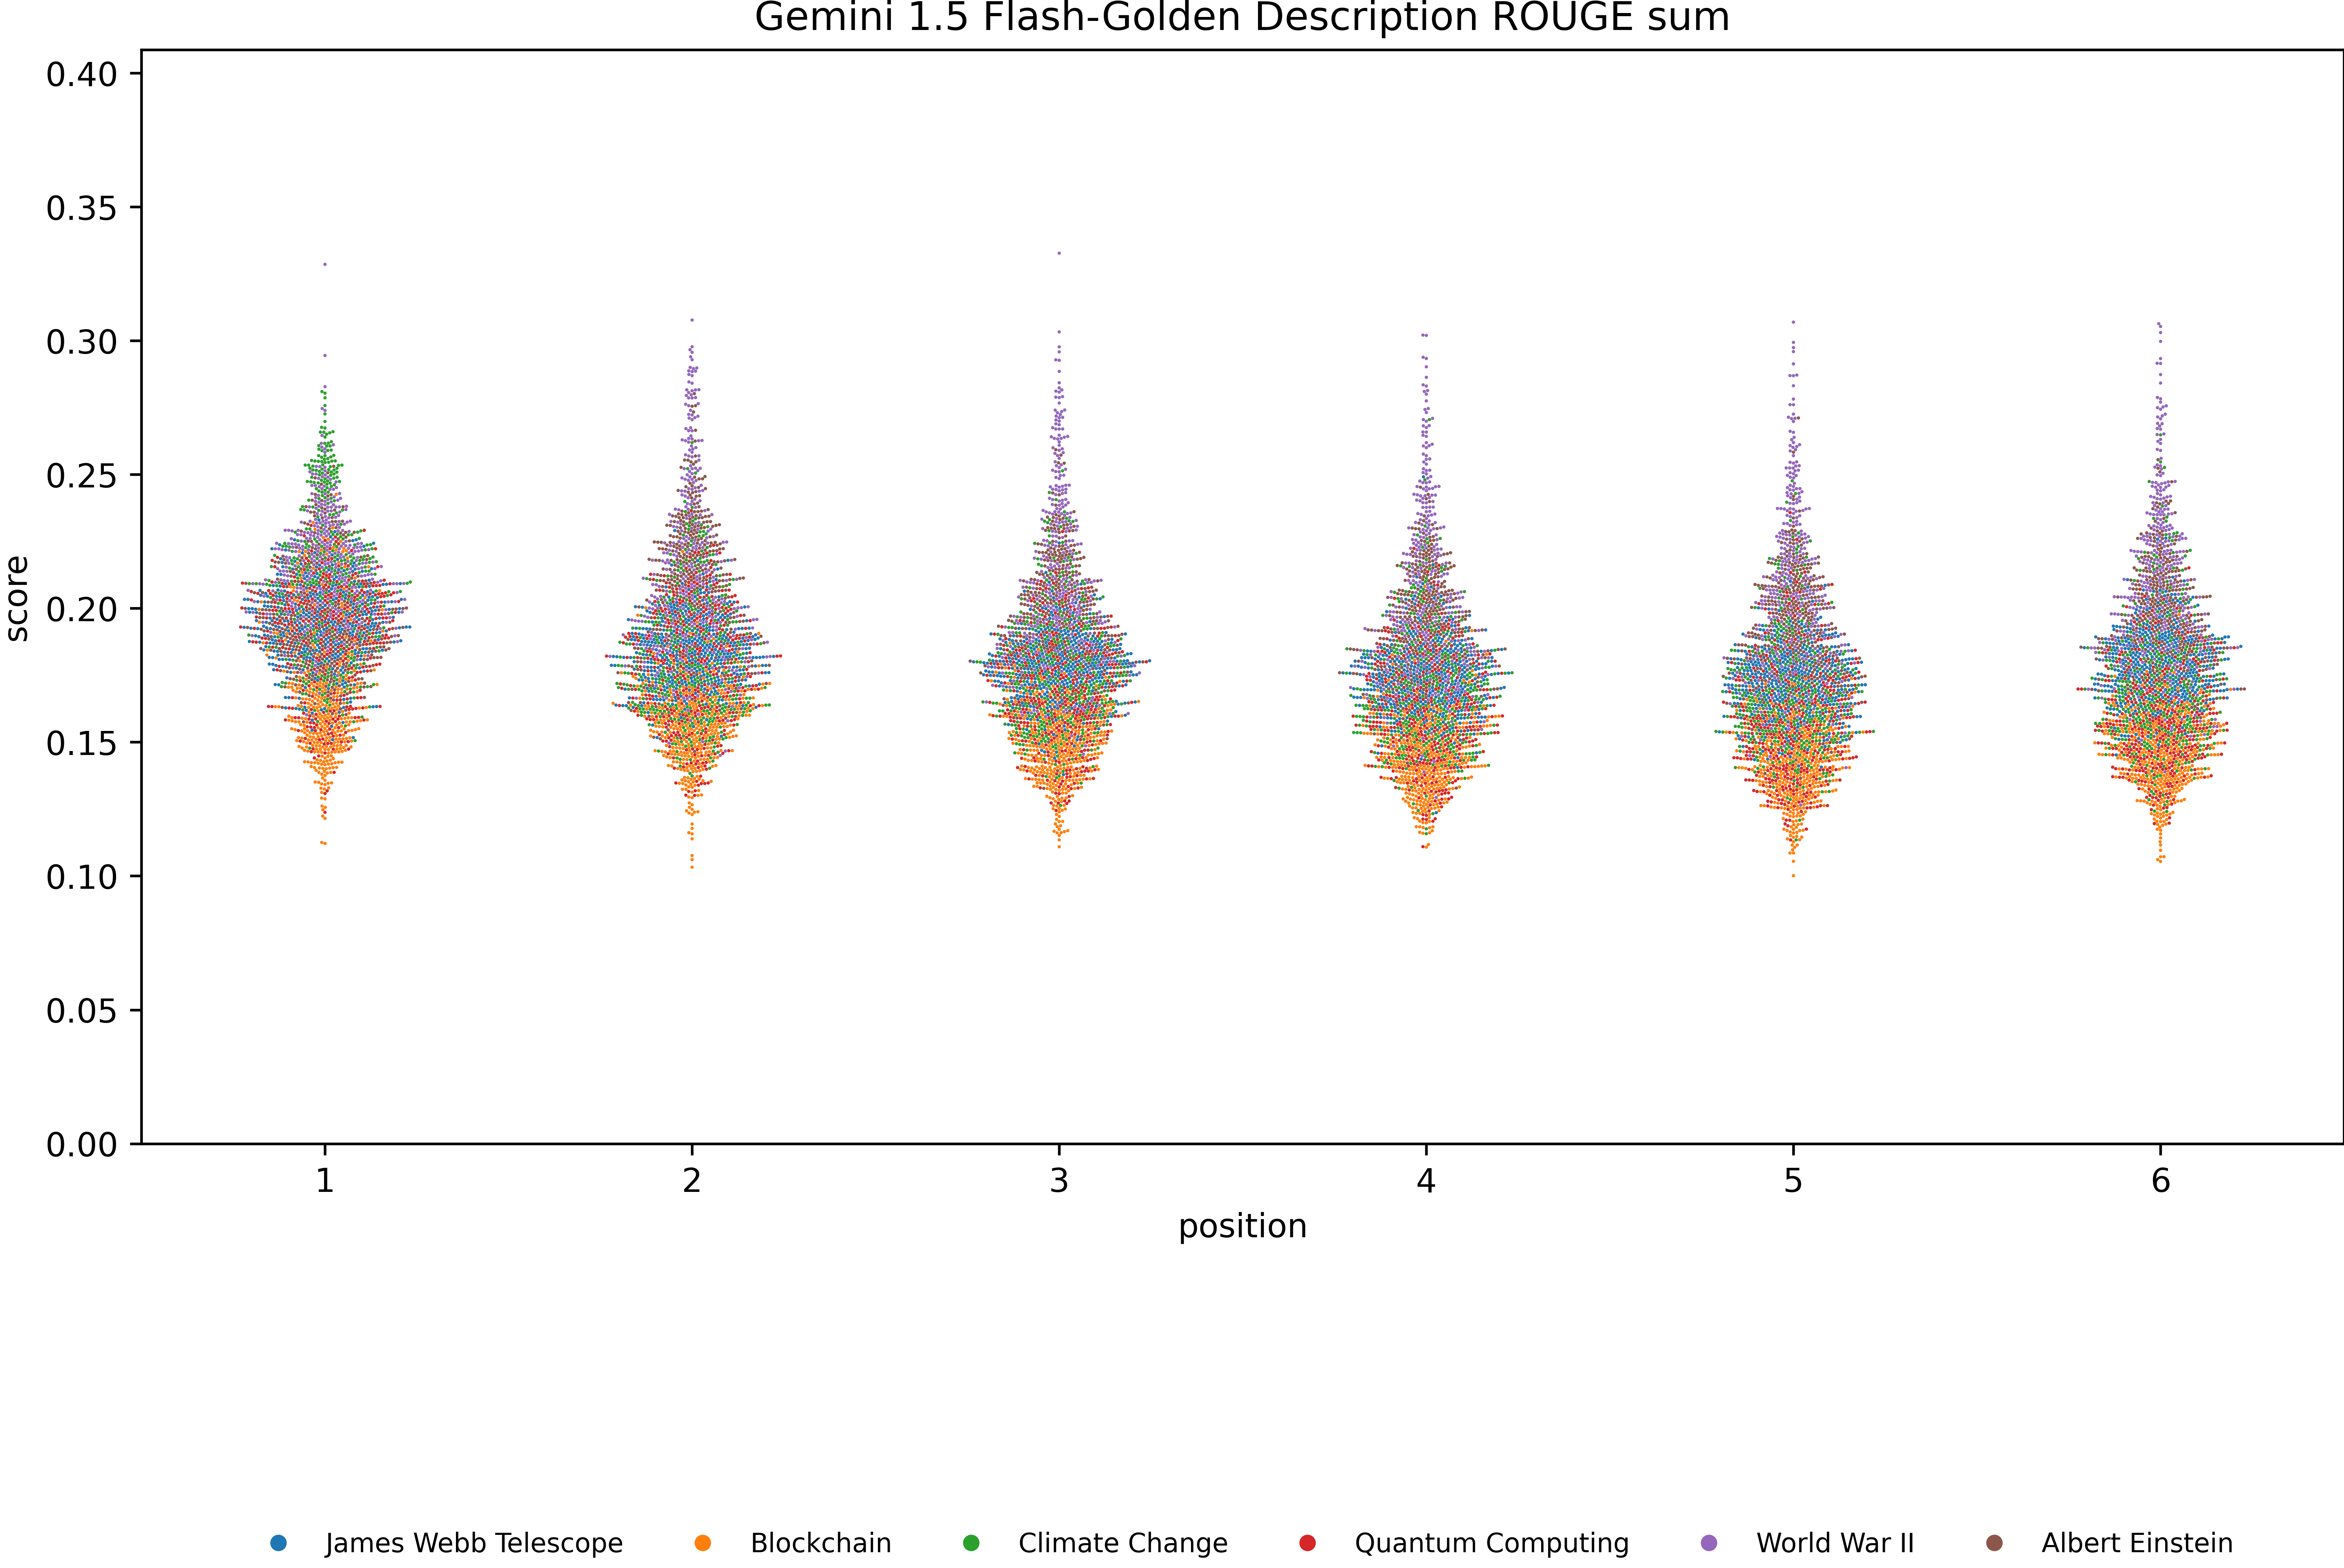 Gemini 1.5 Flash-Golden Description ROUGE sum
0.40
0.35
0.30
0.25
0.20
0.15
0.10
0.05
0.00
score
1 2 3 4 5 6
position
James Webb Telescope Blockchain Climate Change Quantum Computing World War II Albert Einstein